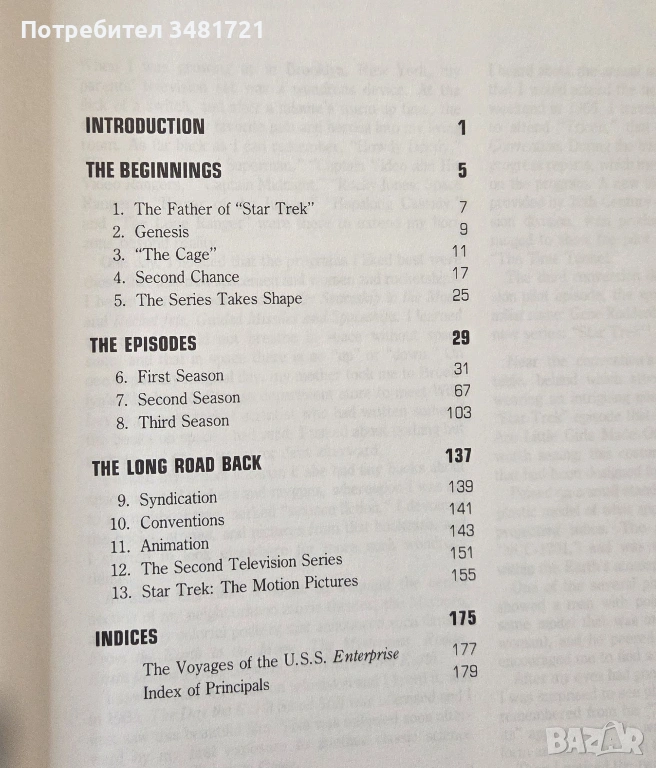 Потребител 3481721
INTRODUCTION 1
THE BEGINNINGS 5
1. The Father of "Star Trek" 7
2. Genesis 9
3. "The Cage" 11
4. Second Chance 17
5. The Series Takes Shape 25
THE EPISODES 29
6. First Season 31
7. Second Season 67
8. Third Season 103
THE LONG ROAD BACK 137
9. Syndication 139
10. Conventions 141
11. Animation 143
12. The Second Television Series 151
13. Star Trek: The Motion Pictures 155
INDICES 175
The Voyages of the U.S.S. Enterprise 177
Index of Principals 179
BAZAR